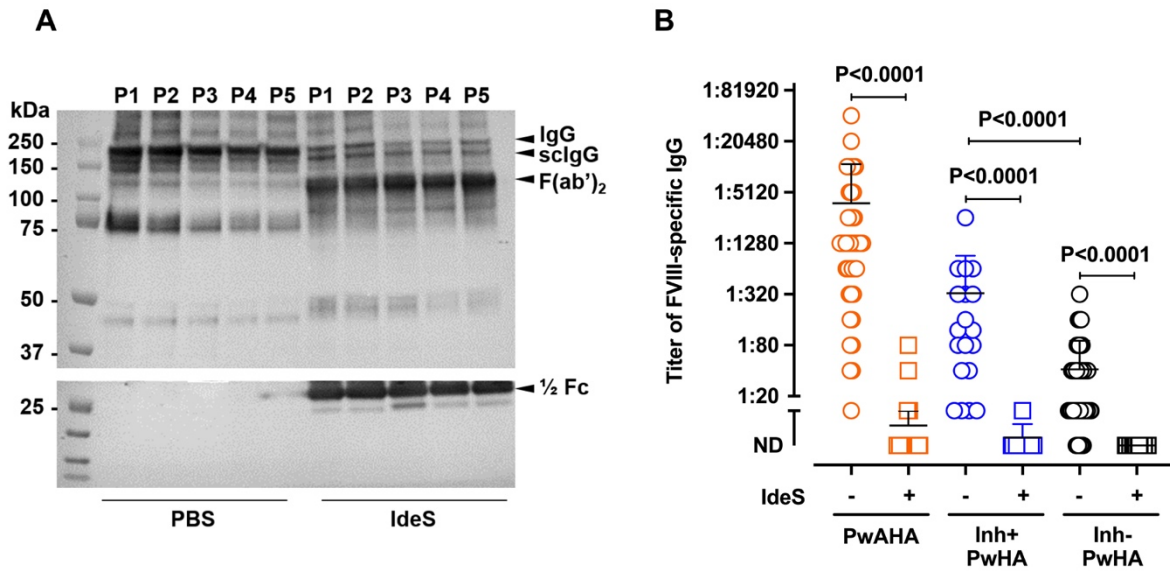 A
P1 P2 P3 P4 P5 P1 P2 P3 P4 P5
kDa
250
150
100
75
50
37
25
IgG
scIgG
F(ab')₂
½ Fc
PBS
IdeS
B
Titer of FVIII-specific IgG
1:81920
1:20480
1:5120
1:1280
1:320
1:80
1:20
ND
P<0.0001
P<0.0001
P<0.0001
P<0.0001
IdeS - + - + - +
PwAHA
Inh+
PwHA
Inh-
PwHA